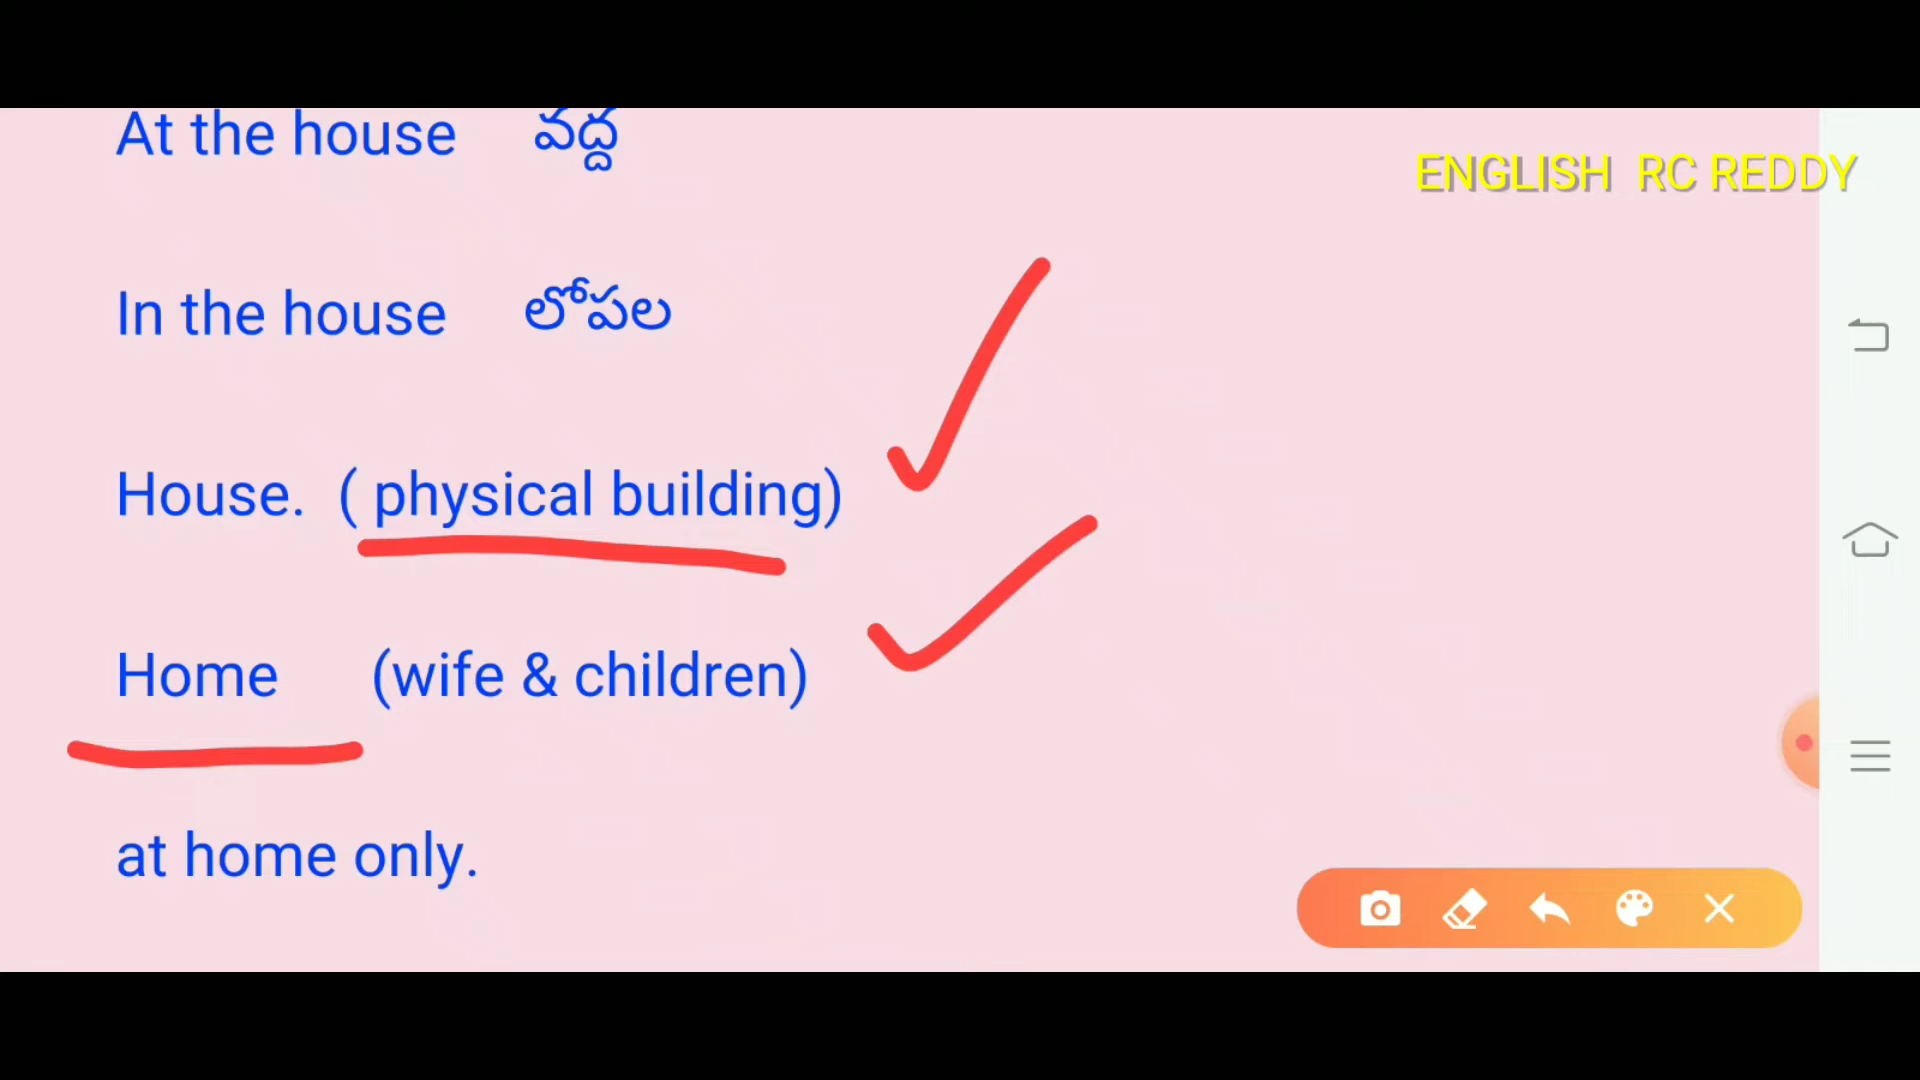 At the house వద్ద
ENGLISH RC REDDY
In the house లోపల
House. ( physical building)
Home (wife & children)
at home only.